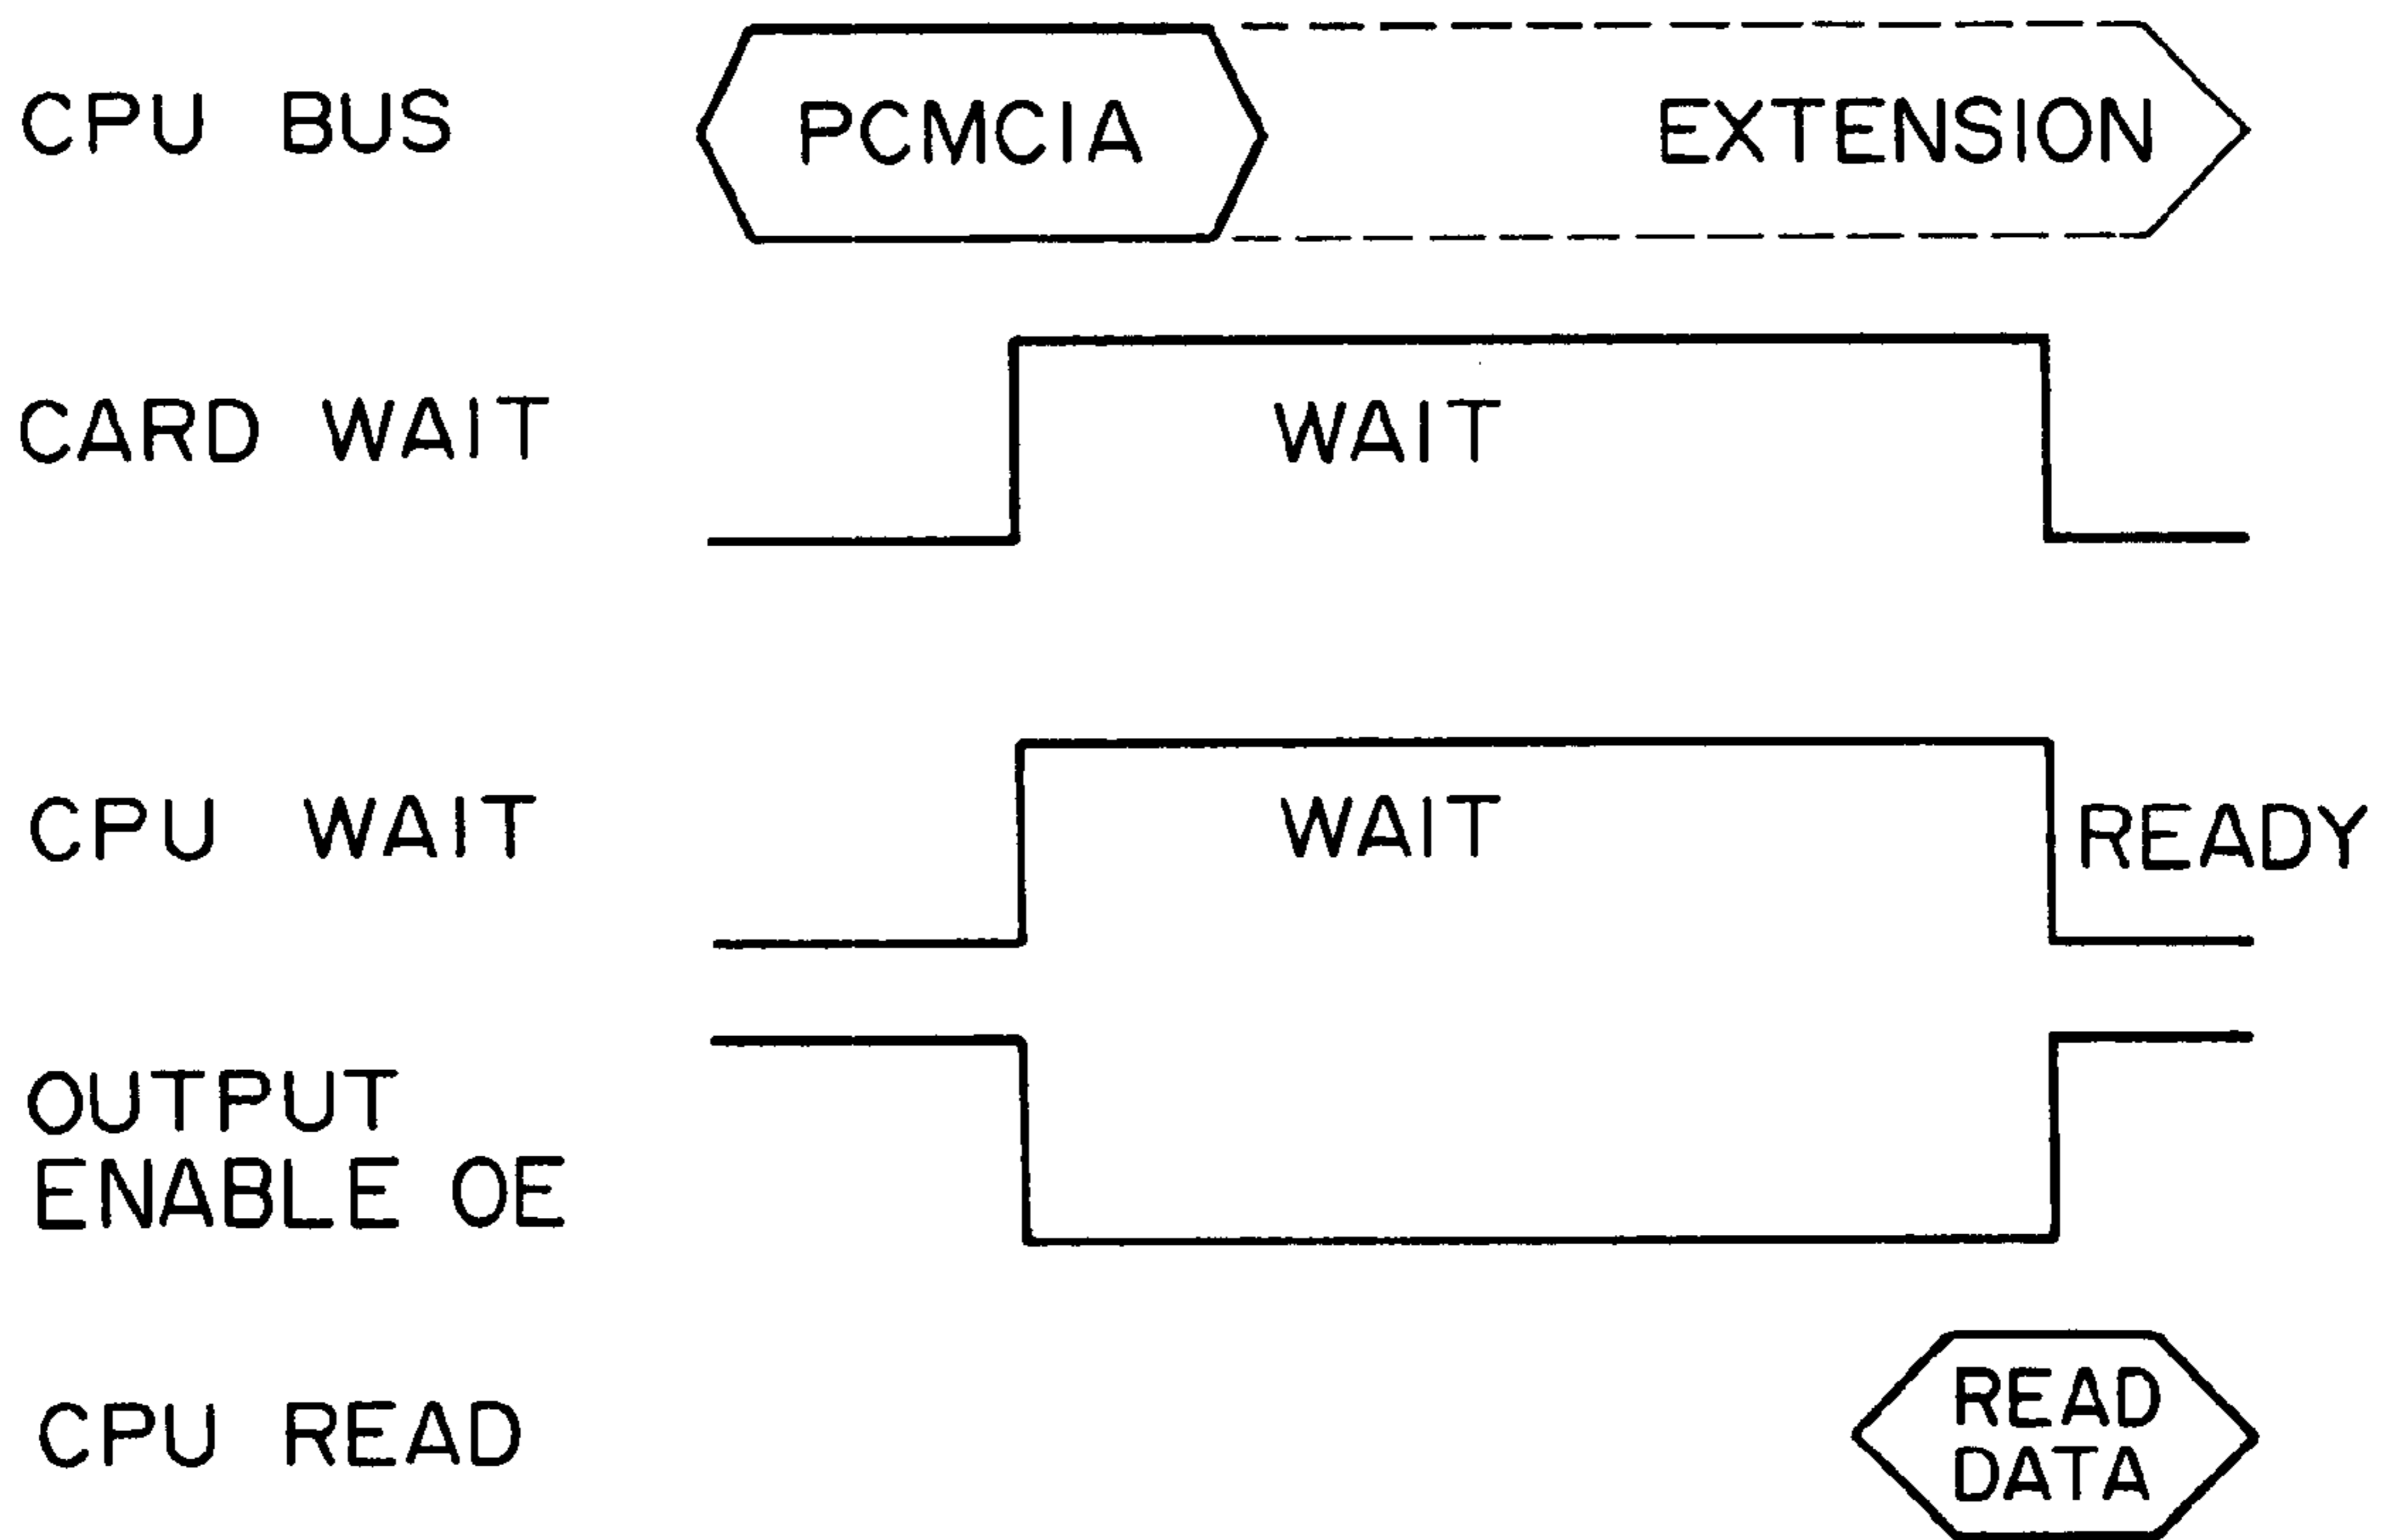 CPU BUS
PCMCIA
EXTENSION
CARD WAIT
WAIT
CPU WAIT
WAIT
READY
OUTPUT
ENABLE OE
CPU READ
READ
DATA